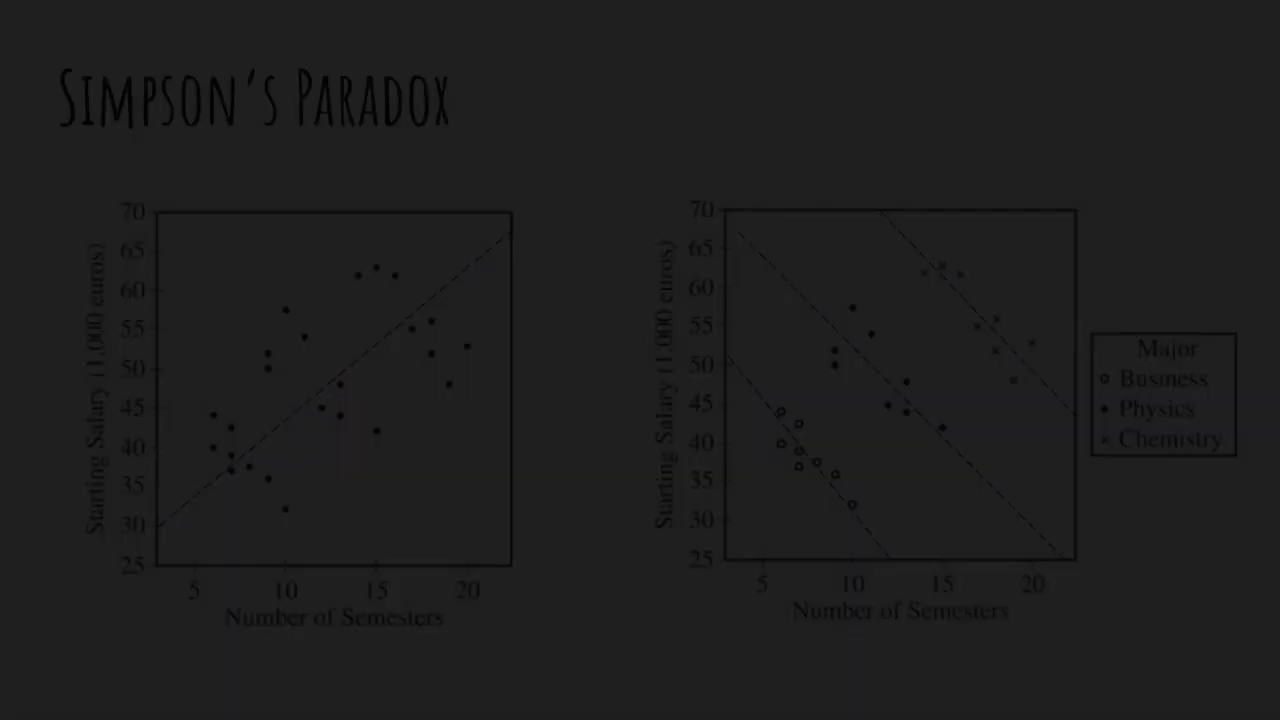 Simpson's Paradox
70
65
60
55
50
45
40
35
30
25
5 10 15 20
Starting Salary (1,000 euros)
Number of Semesters
70
65
60
55
50
45
40
35
30
25
5 10 15 20
Starting Salary (1,000 euros)
Number of Semesters
Major
Business
Physics
Chemistry